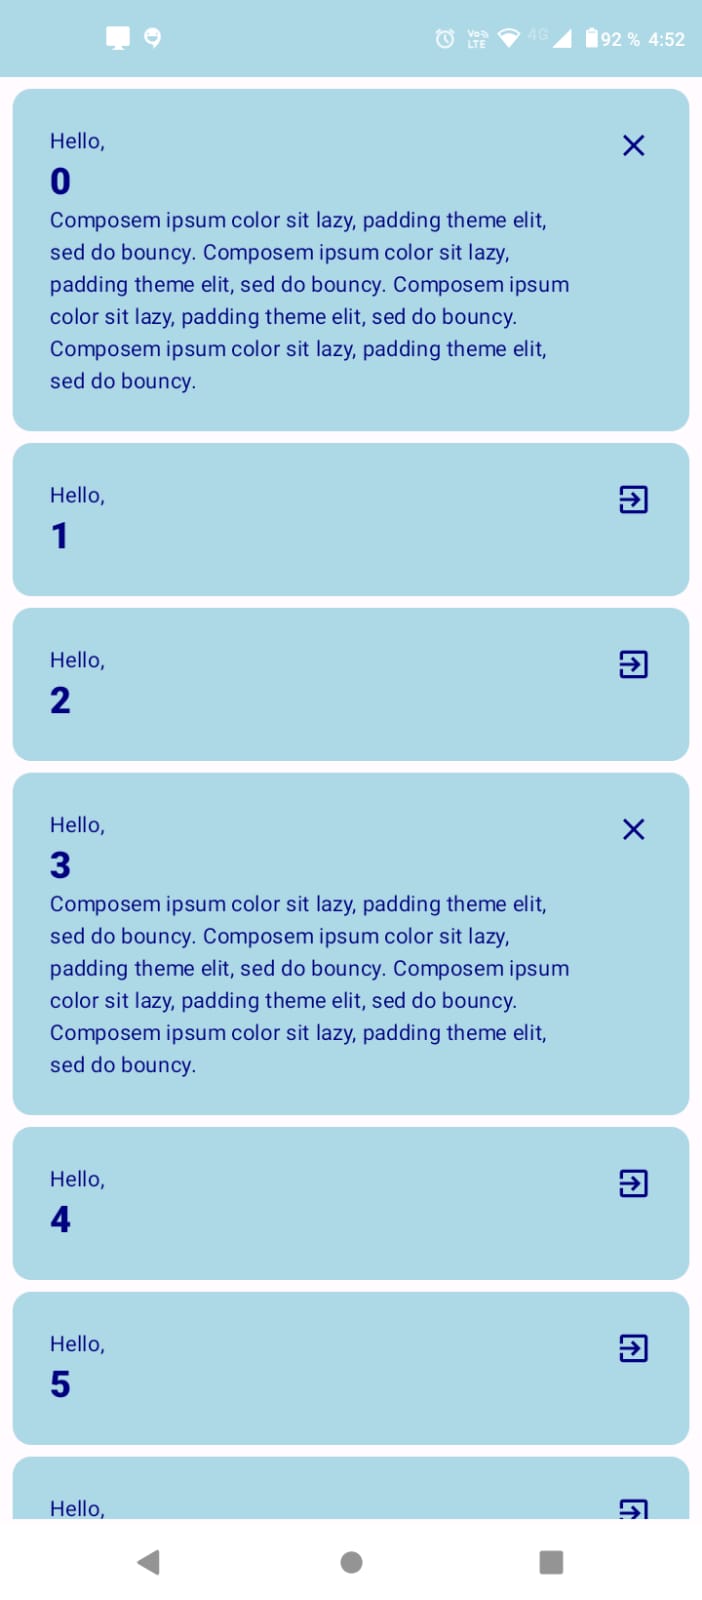 Vo LTE 4G 92 % 4:52
Hello,
0
Composem ipsum color sit lazy, padding theme elit,
sed do bouncy. Composem ipsum color sit lazy,
padding theme elit, sed do bouncy. Composem ipsum
color sit lazy, padding theme elit, sed do bouncy.
Composem ipsum color sit lazy, padding theme elit,
sed do bouncy.
Hello,
1
Hello,
2
Hello,
3
Composem ipsum color sit lazy, padding theme elit,
sed do bouncy. Composem ipsum color sit lazy,
padding theme elit, sed do bouncy. Composem ipsum
color sit lazy, padding theme elit, sed do bouncy.
Composem ipsum color sit lazy, padding theme elit,
sed do bouncy.
Hello,
4
Hello,
5
Hello,